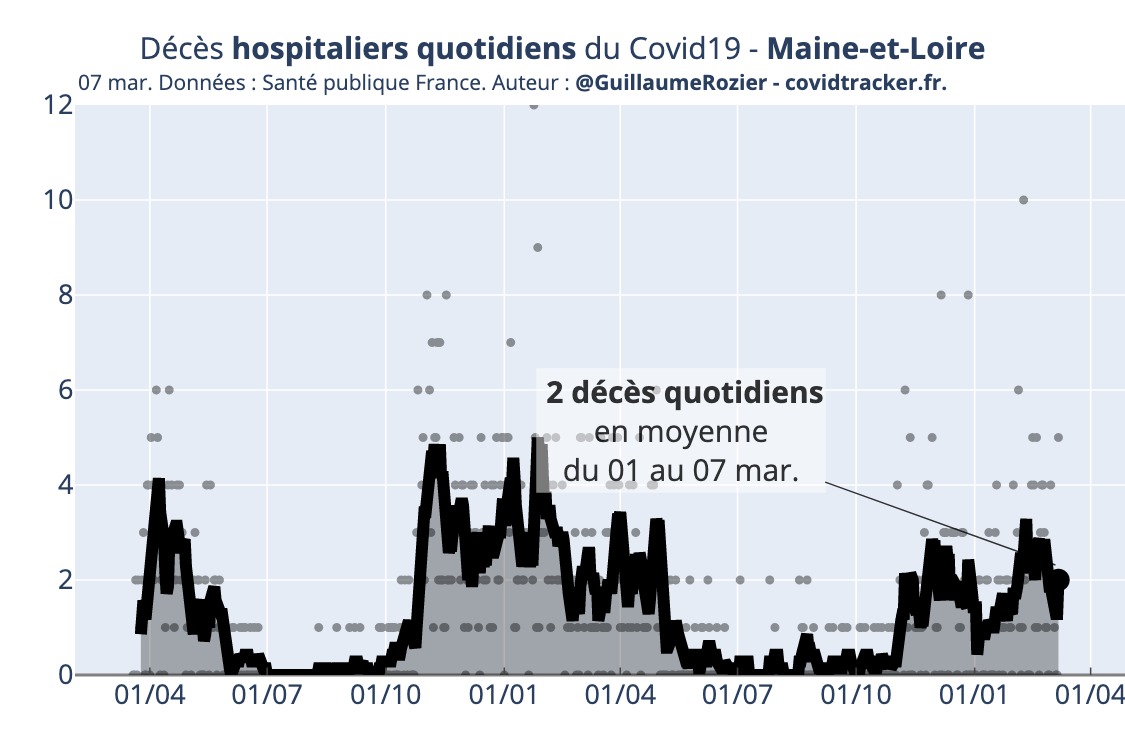 Décès hospitaliers quotidiens du Covid19 - Maine-et-Loire
07 mar. Données : Santé publique France. Auteur : @GuillaumeRozier - covidtracker.fr.
12
10
8
6
2 décès quotidiens
en moyenne
du 01 au 07 mar.
4
2
0
01/04 01/07 01/10 01/01 01/04 01/07 01/10 01/01 01/04